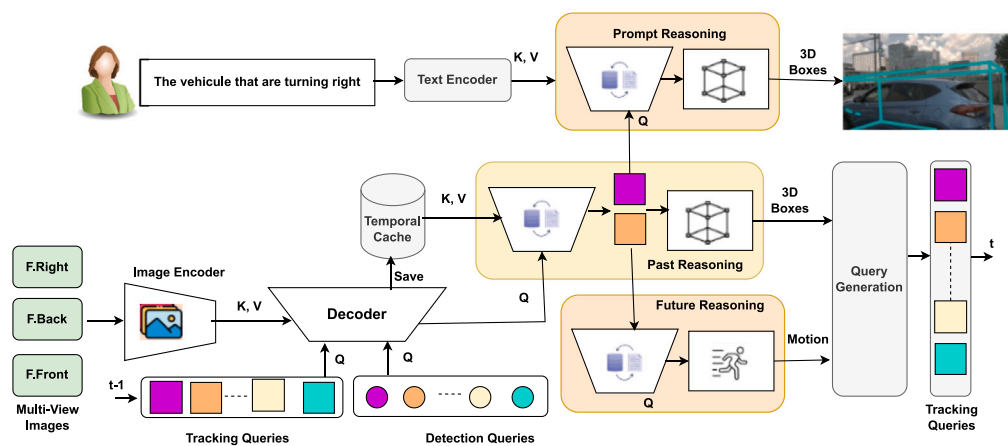 Prompt Reasoning
K, V
3D
Boxes
The vehicule that are turning right
Text Encoder
Q
K, V
Temporal
Cache
3D
Boxes
Past Reasoning
F.Right
Image Encoder
Save
Query
Generation
t
F.Back
K, V
Decoder
Q
Future Reasoning
Motion
F.Front
Q
Q
Q
t-1
Multi-View
Images
Tracking Queries
Detection Queries
Tracking
Queries